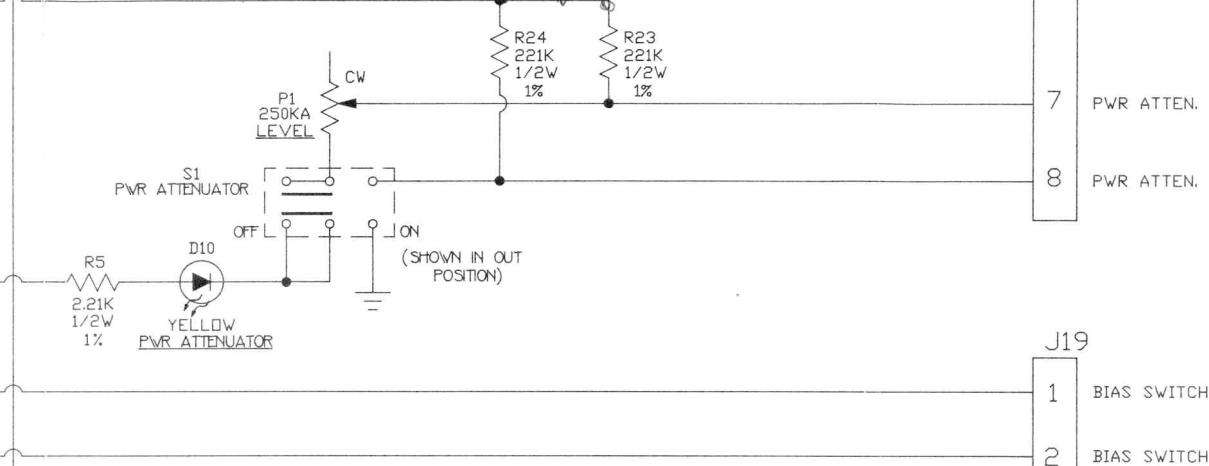 R24
221K
1/2W
1%
R23
221K
1/2W
1%
CW
P1
250KA
LEVEL
7 PWR ATTEN.
S1
PWR ATTENUATOR
8 PWR ATTEN.
OFF
ON
(SHOWN IN OUT
POSITION)
D10
R5
2.21K
1/2W
1%
YELLOW
PWR ATTENUATOR
J19
1 BIAS SWITCH
2 BIAS SWITCH